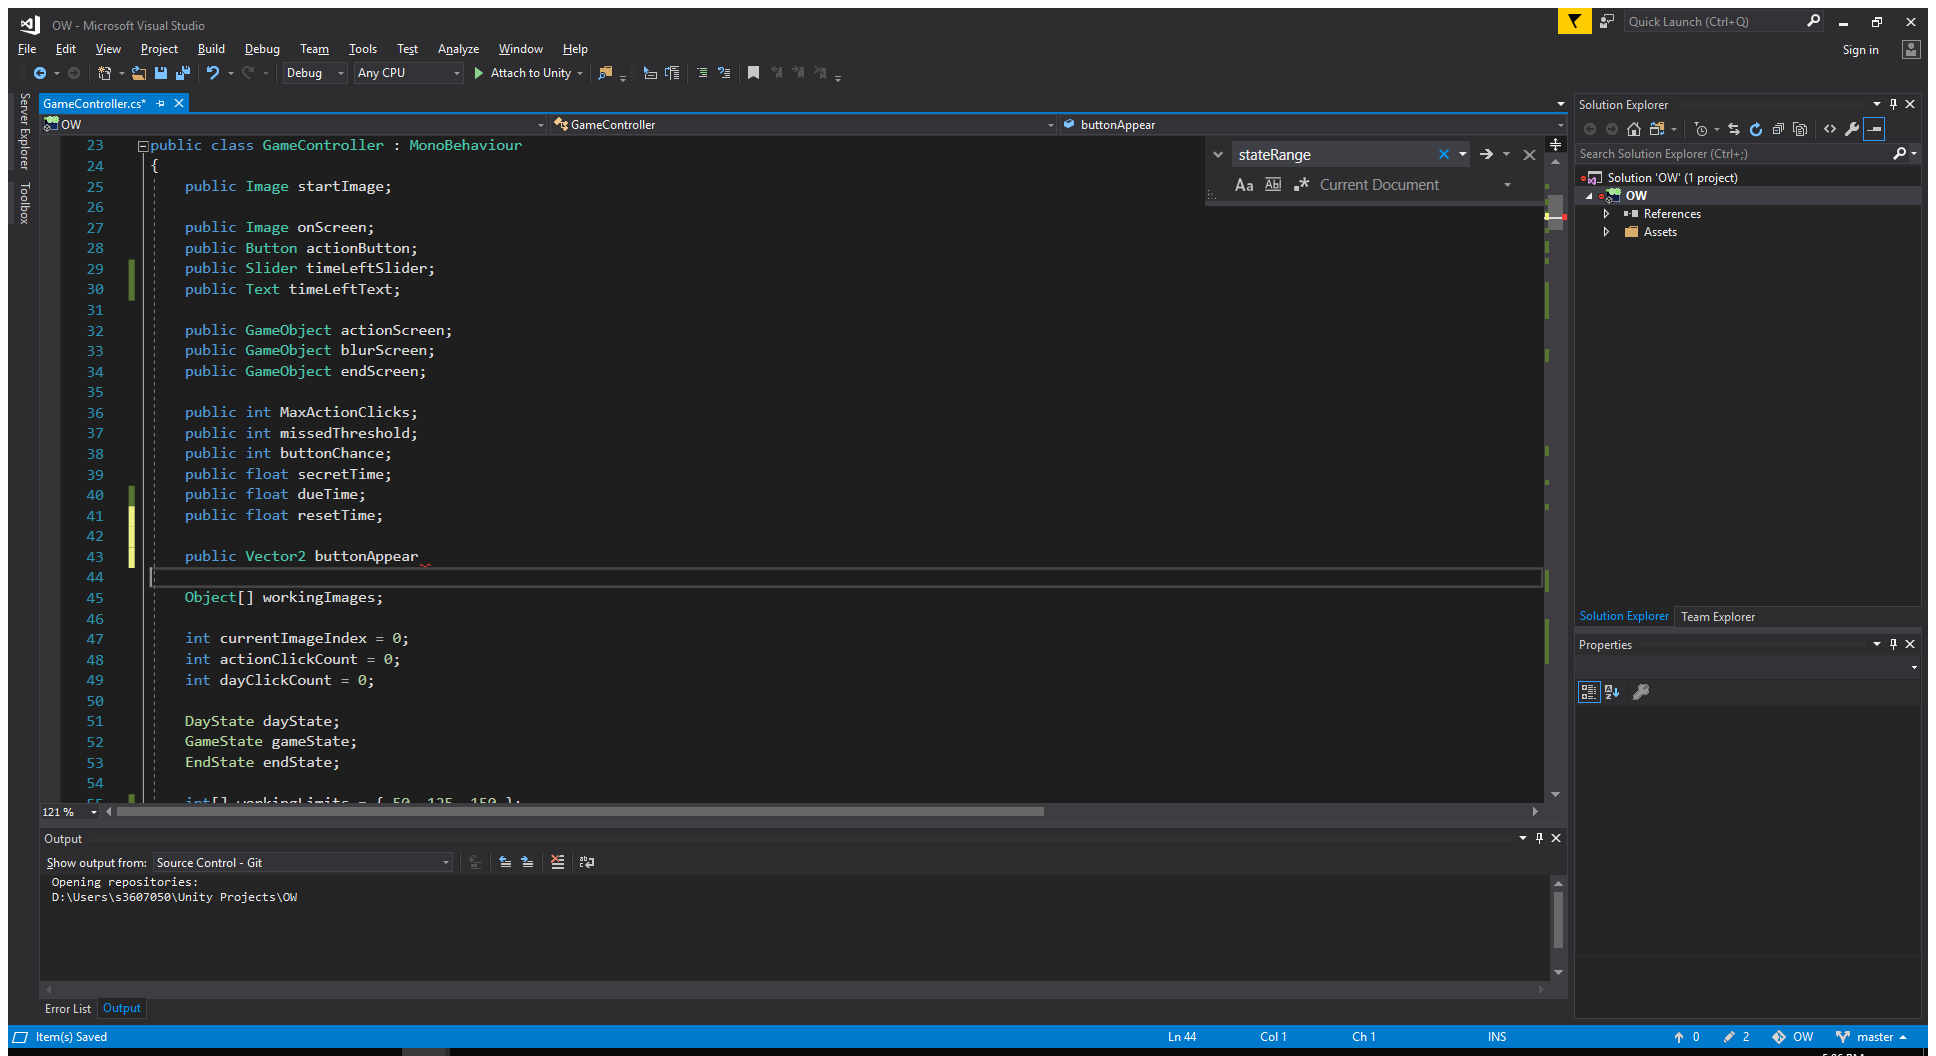 OW - Microsoft Visual Studio
Quick Launch (Ctrl+Q)
File Edit View Project Build Debug Team Tools Test Analyze Window Help
Sign in
Debug Any CPU Attach to Unity
Server Explorer
Toolbox
GameController.cs*
OW GameController buttonAppear
stateRange
Aa Abl Current Document
23 public class GameController : MonoBehaviour
24 {
25 public Image startImage;
26
27 public Image onScreen;
28 public Button actionButton;
29 public Slider timeLeftSlider;
30 public Text timeLeftText;
31
32 public GameObject actionScreen;
33 public GameObject blurScreen;
34 public GameObject endScreen;
35
36 public int MaxActionClicks;
37 public int missedThreshold;
38 public int buttonChance;
39 public float secretTime;
40 public float dueTime;
41 public float resetTime;
42
43 public Vector2 buttonAppear
44
45 Object[] workingImages;
46
47 int currentImageIndex = 0;
48 int actionClickCount = 0;
49 int dayClickCount = 0;
50
51 DayState dayState;
52 GameState gameState;
53 EndState endState;
54
55 int[] workingLimits = { 50, 125, 150 };
121 %
Output
Show output from: Source Control - Git
Opening repositories:
D:\Users\s3607050\Unity Projects\OW
Error List Output
Solution Explorer
Search Solution Explorer (Ctrl+;)
Solution 'OW' (1 project)
OW
References
Assets
Solution Explorer Team Explorer
Properties
Item(s) Saved Ln 44 Col 1 Ch 1 INS 0 2 OW master